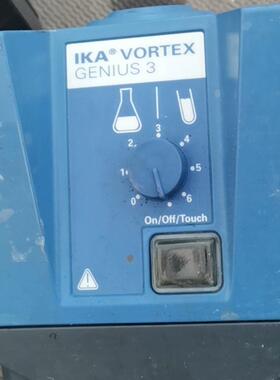 IKA® VORTEX
GENIUS 3
3
2 4
1 5
0 6
On/Off/Touch